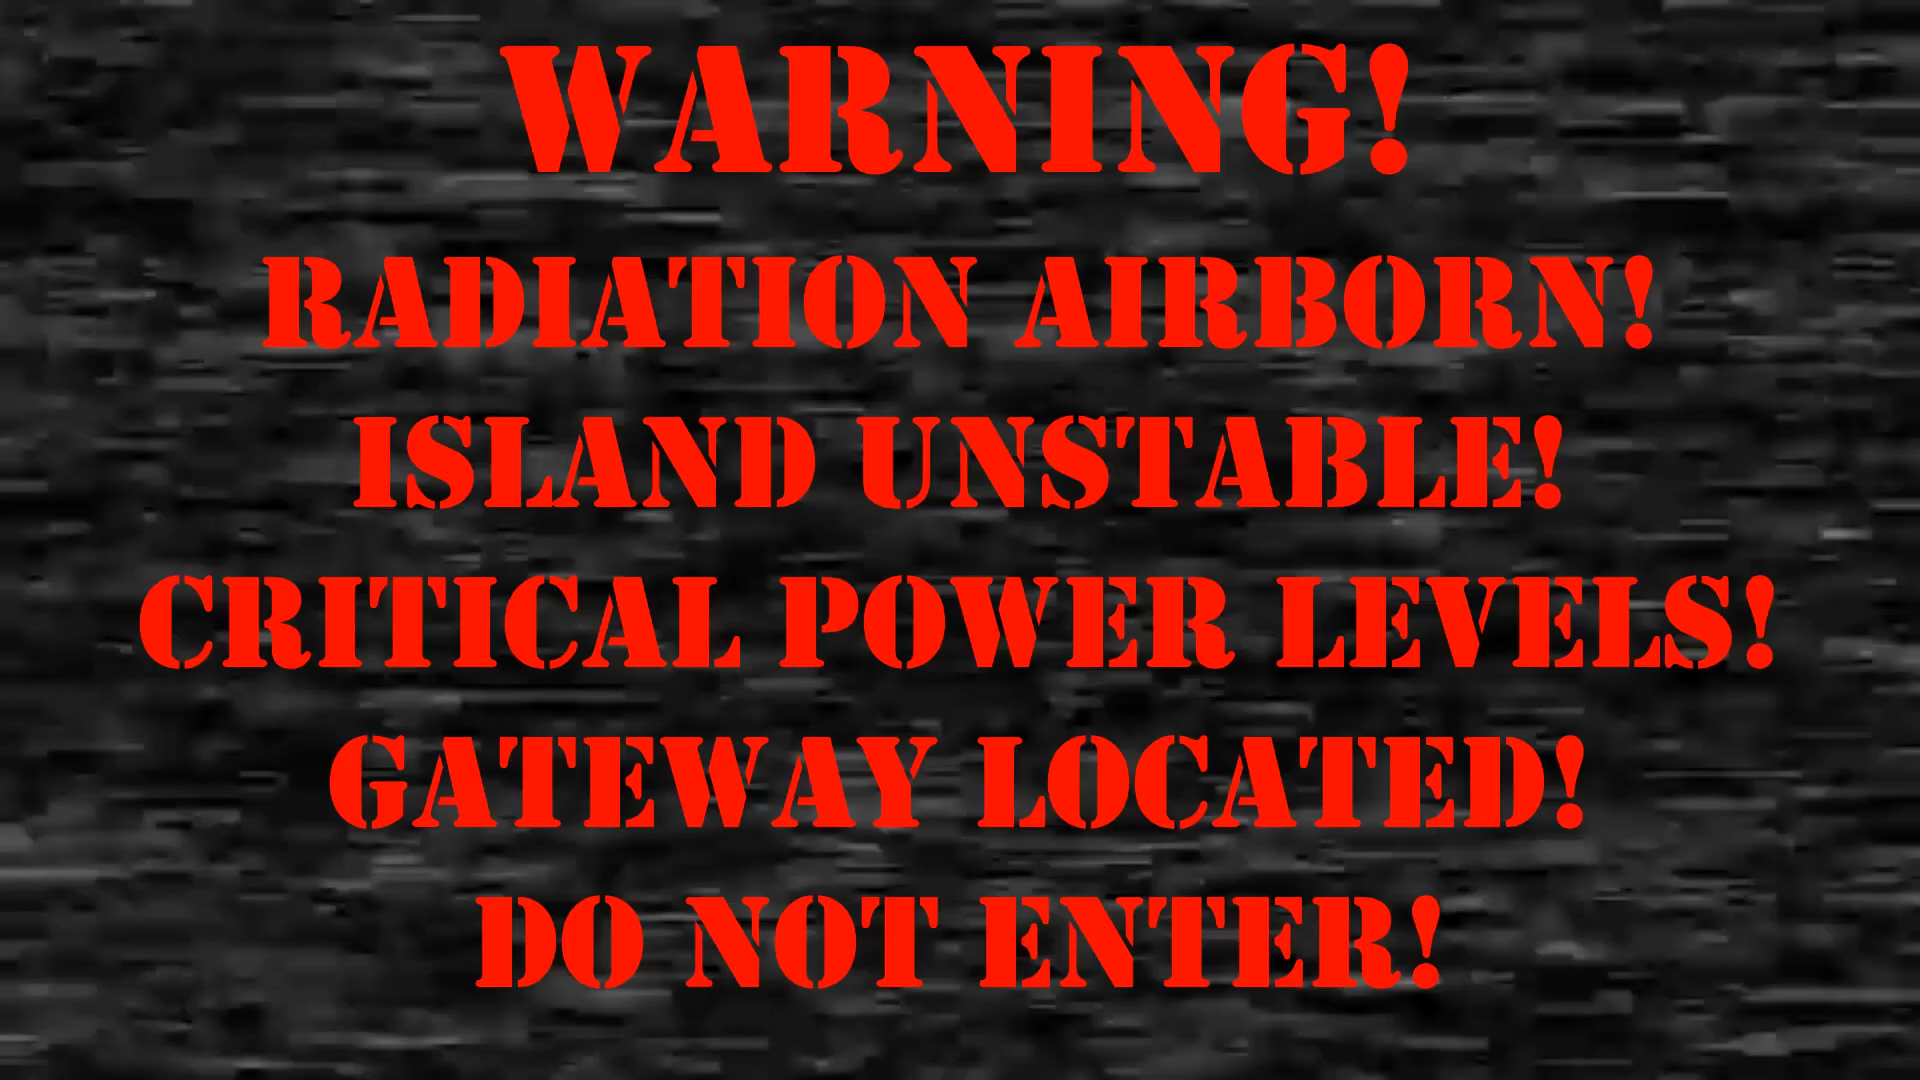 WARNING!
RADIATION AIRBORN!
ISLAND UNSTABLE!
CRITICAL POWER LEVELS!
GATEWAY LOCATED!
DO NOT ENTER!